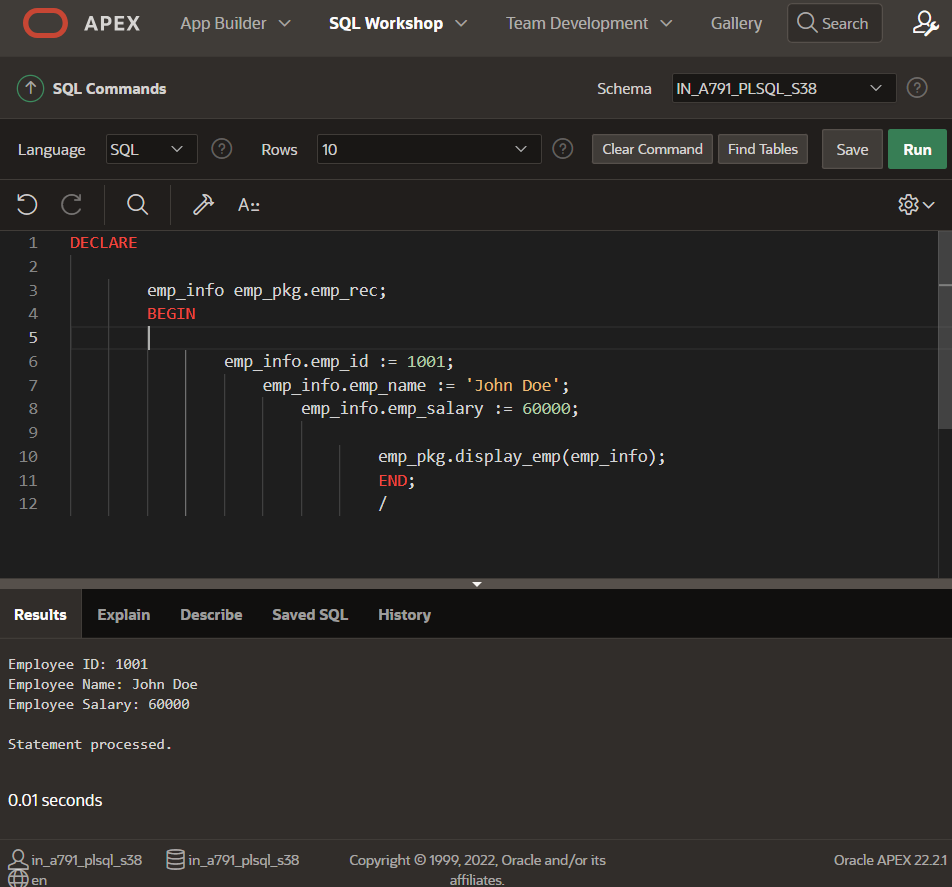 APEX App Builder SQL Workshop Team Development Gallery Search
SQL Commands Schema IN_A791_PLSQL_S38 ?
Language SQL ? Rows 10 ? Clear Command Find Tables Save Run
A::
1 DECLARE
2
3 emp_info emp_pkg.emp_rec;
4 BEGIN
5
6 emp_info.emp_id := 1001;
7 emp_info.emp_name := 'John Doe';
8 emp_info.emp_salary := 60000;
9
10 emp_pkg.display_emp(emp_info);
11 END;
12 /
Results Explain Describe Saved SQL History
Employee ID: 1001
Employee Name: John Doe
Employee Salary: 60000
Statement processed.
0.01 seconds
in_a791_plsql_s38 in_a791_plsql_s38 Copyright © 1999, 2022, Oracle and/or its Oracle APEX 22.2.1
en affiliates.